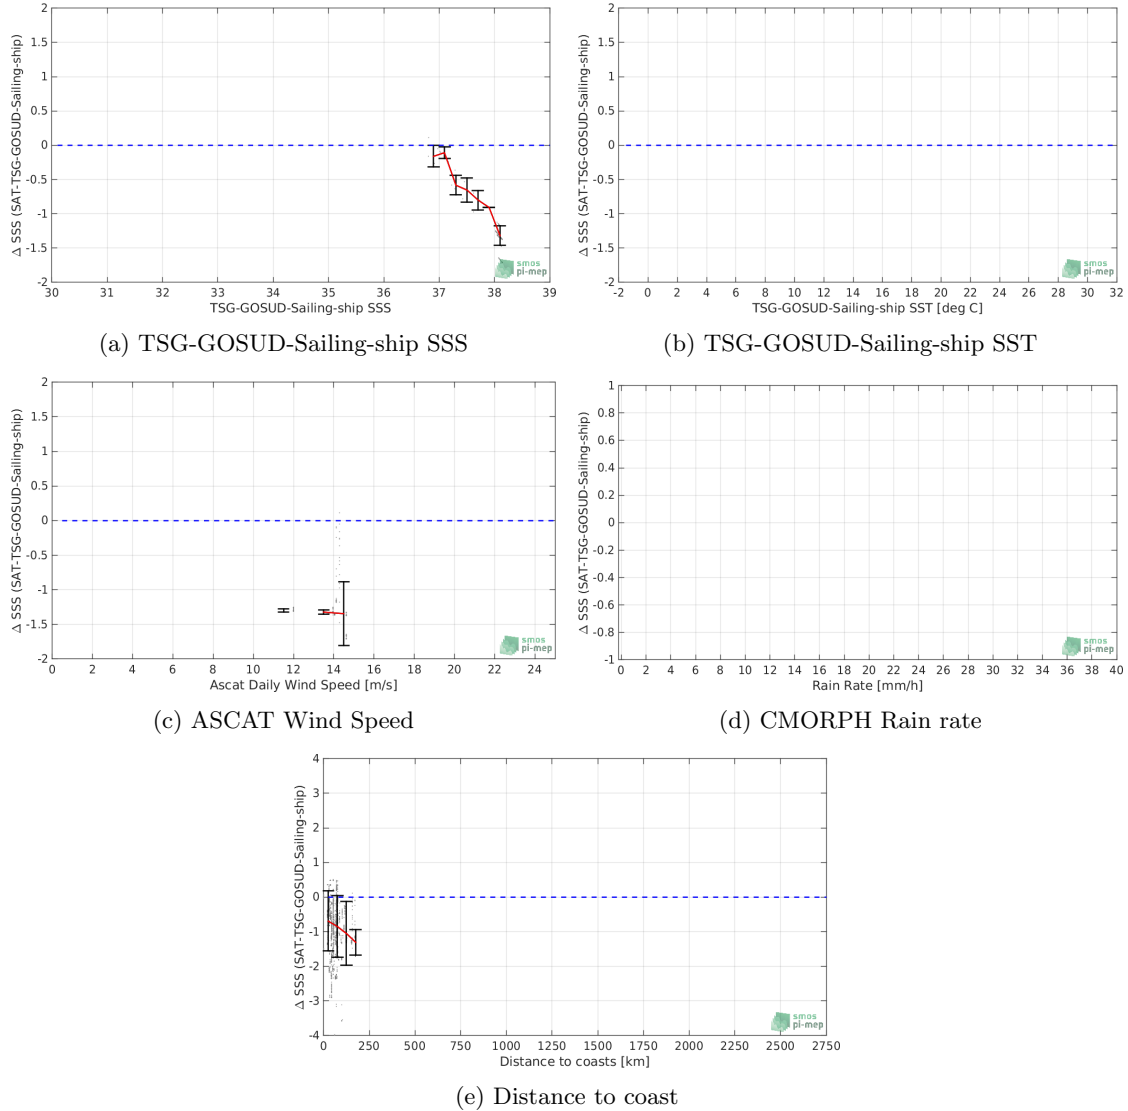 2
1.5
1
0.5
0
-0.5
-1
-1.5
-2
Δ SSS (SAT-TSG-GOSUD-Sailing-ship)
30 31 32 33 34 35 36 37 38 39
TSG-GOSUD-Sailing-ship SSS
smos
pi-mep
(a) TSG-GOSUD-Sailing-ship SSS
2
1.5
1
0.5
0
-0.5
-1
-1.5
-2
Δ SSS (SAT-TSG-GOSUD-Sailing-ship)
-2 0 2 4 6 8 10 12 14 16 18 20 22 24 26 28 30 32
TSG-GOSUD-Sailing-ship SST [deg C]
smos
pi-mep
(b) TSG-GOSUD-Sailing-ship SST
2
1.5
1
0.5
0
-0.5
-1
-1.5
-2
Δ SSS (SAT-TSG-GOSUD-Sailing-ship)
0 2 4 6 8 10 12 14 16 18 20 22 24
Ascat Daily Wind Speed [m/s]
smos
pi-mep
(c) ASCAT Wind Speed
1
0.8
0.6
0.4
0.2
0
-0.2
-0.4
-0.6
-0.8
-1
Δ SSS (SAT-TSG-GOSUD-Sailing-ship)
0 2 4 6 8 10 12 14 16 18 20 22 24 26 28 30 32 34 36 38 40
Rain Rate [mm/h]
smos
pi-mep
(d) CMORPH Rain rate
4
3
2
1
0
-1
-2
-3
-4
Δ SSS (SAT-TSG-GOSUD-Sailing-ship)
0 250 500 750 1000 1250 1500 1750 2000 2250 2500 2750
Distance to coasts [km]
smos
pi-mep
(e) Distance to coast